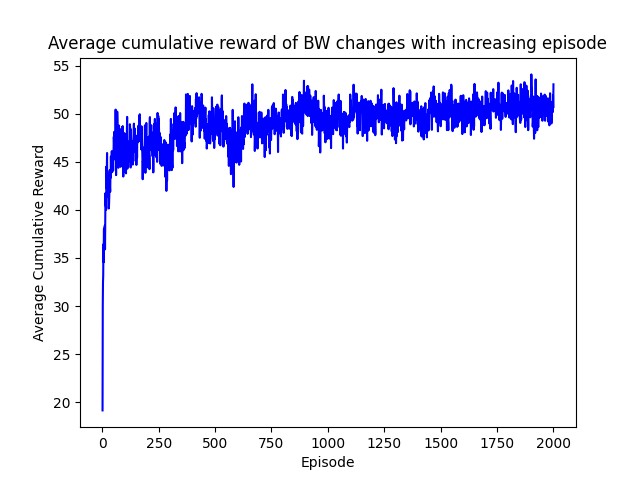 Average cumulative reward of BW changes with increasing episode
55
50
45
40
35
30
25
20
Average Cumulative Reward
0 250 500 750 1000 1250 1500 1750 2000
Episode